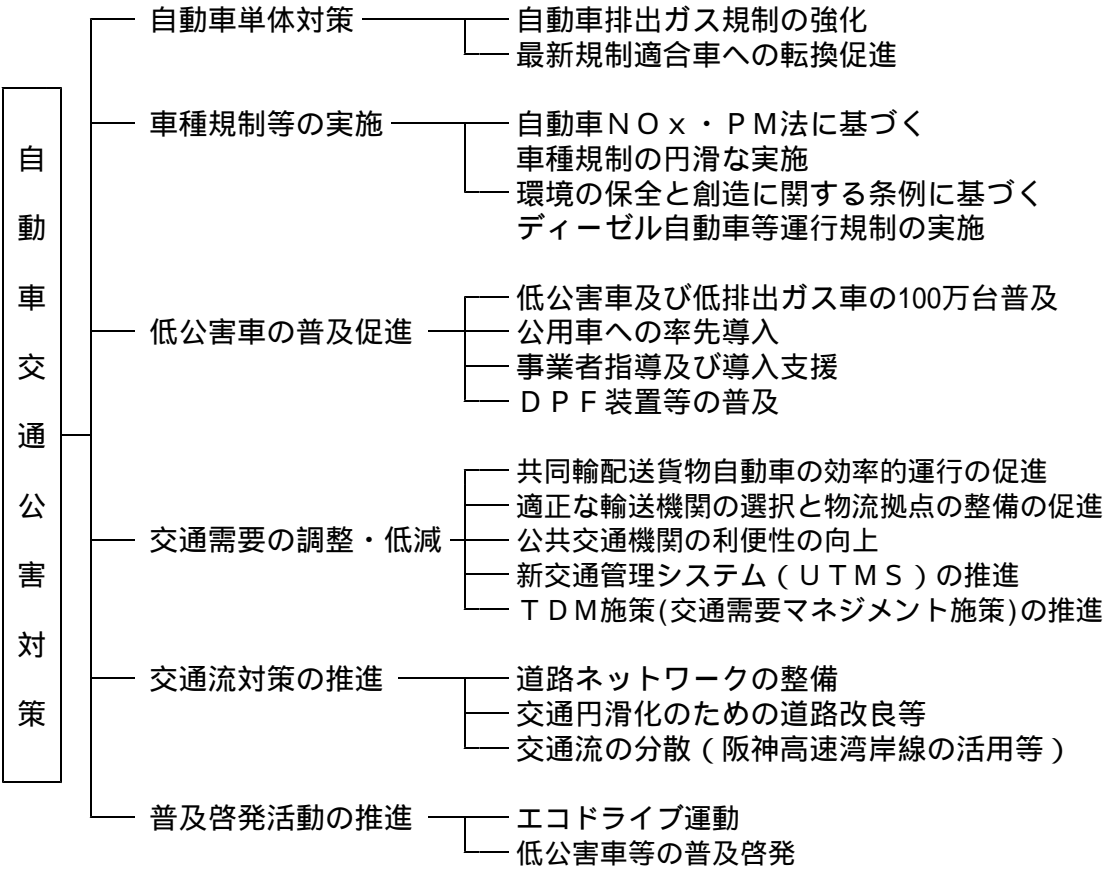 自動車交通公害対策
自動車単体対策
自動車排出ガス規制の強化
最新規制適合車への転換促進
車種規制等の実施
自動車NOx・PM法に基づく
車種規制の円滑な実施
環境の保全と創造に関する条例に基づく
ディーゼル自動車等運行規制の実施
低公害車の普及促進
低公害車及び低排出ガス車の100万台普及
公用車への率先導入
事業者指導及び導入支援
DPF装置等の普及
交通需要の調整・低減
共同輸配送貨物自動車の効率的運行の促進
適正な輸送機関の選択と物流拠点の整備の促進
公共交通機関の利便性の向上
新交通管理システム(UTMS)の推進
TDM施策(交通需要マネジメント施策)の推進
交通流対策の推進
道路ネットワークの整備
交通円滑化のための道路改良等
交通流の分散(阪神高速湾岸線の活用等)
普及啓発活動の推進
エコドライブ運動
低公害車等の普及啓発